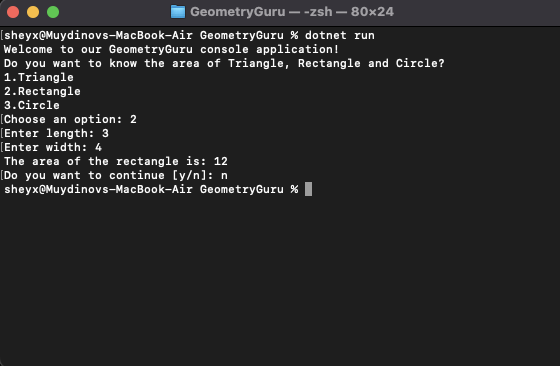 GeometryGuru — -zsh — 80×24
[sheyx@Muydinovs-MacBook-Air GeometryGuru % dotnet run
Welcome to our GeometryGuru console application!
Do you want to know the area of Triangle, Rectangle and Circle?
1.Triangle
2.Rectangle
3.Circle
[Choose an option: 2
[Enter length: 3
[Enter width: 4
The area of the rectangle is: 12
[Do you want to continue [y/n]: n
sheyx@Muydinovs-MacBook-Air GeometryGuru %